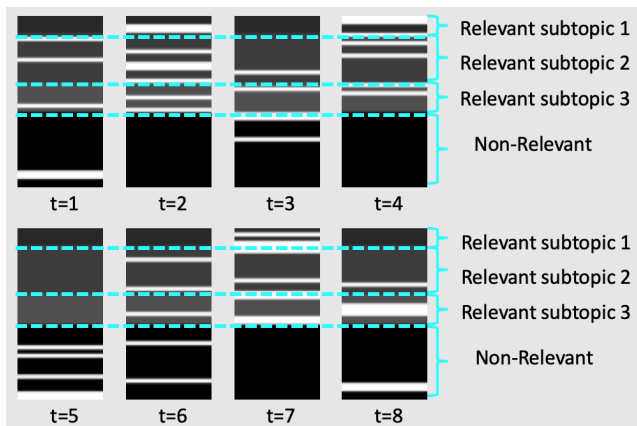 Relevant subtopic 1
Relevant subtopic 2
Relevant subtopic 3
Non-Relevant
t=1 t=2 t=3 t=4
Relevant subtopic 1
Relevant subtopic 2
Relevant subtopic 3
Non-Relevant
t=5 t=6 t=7 t=8